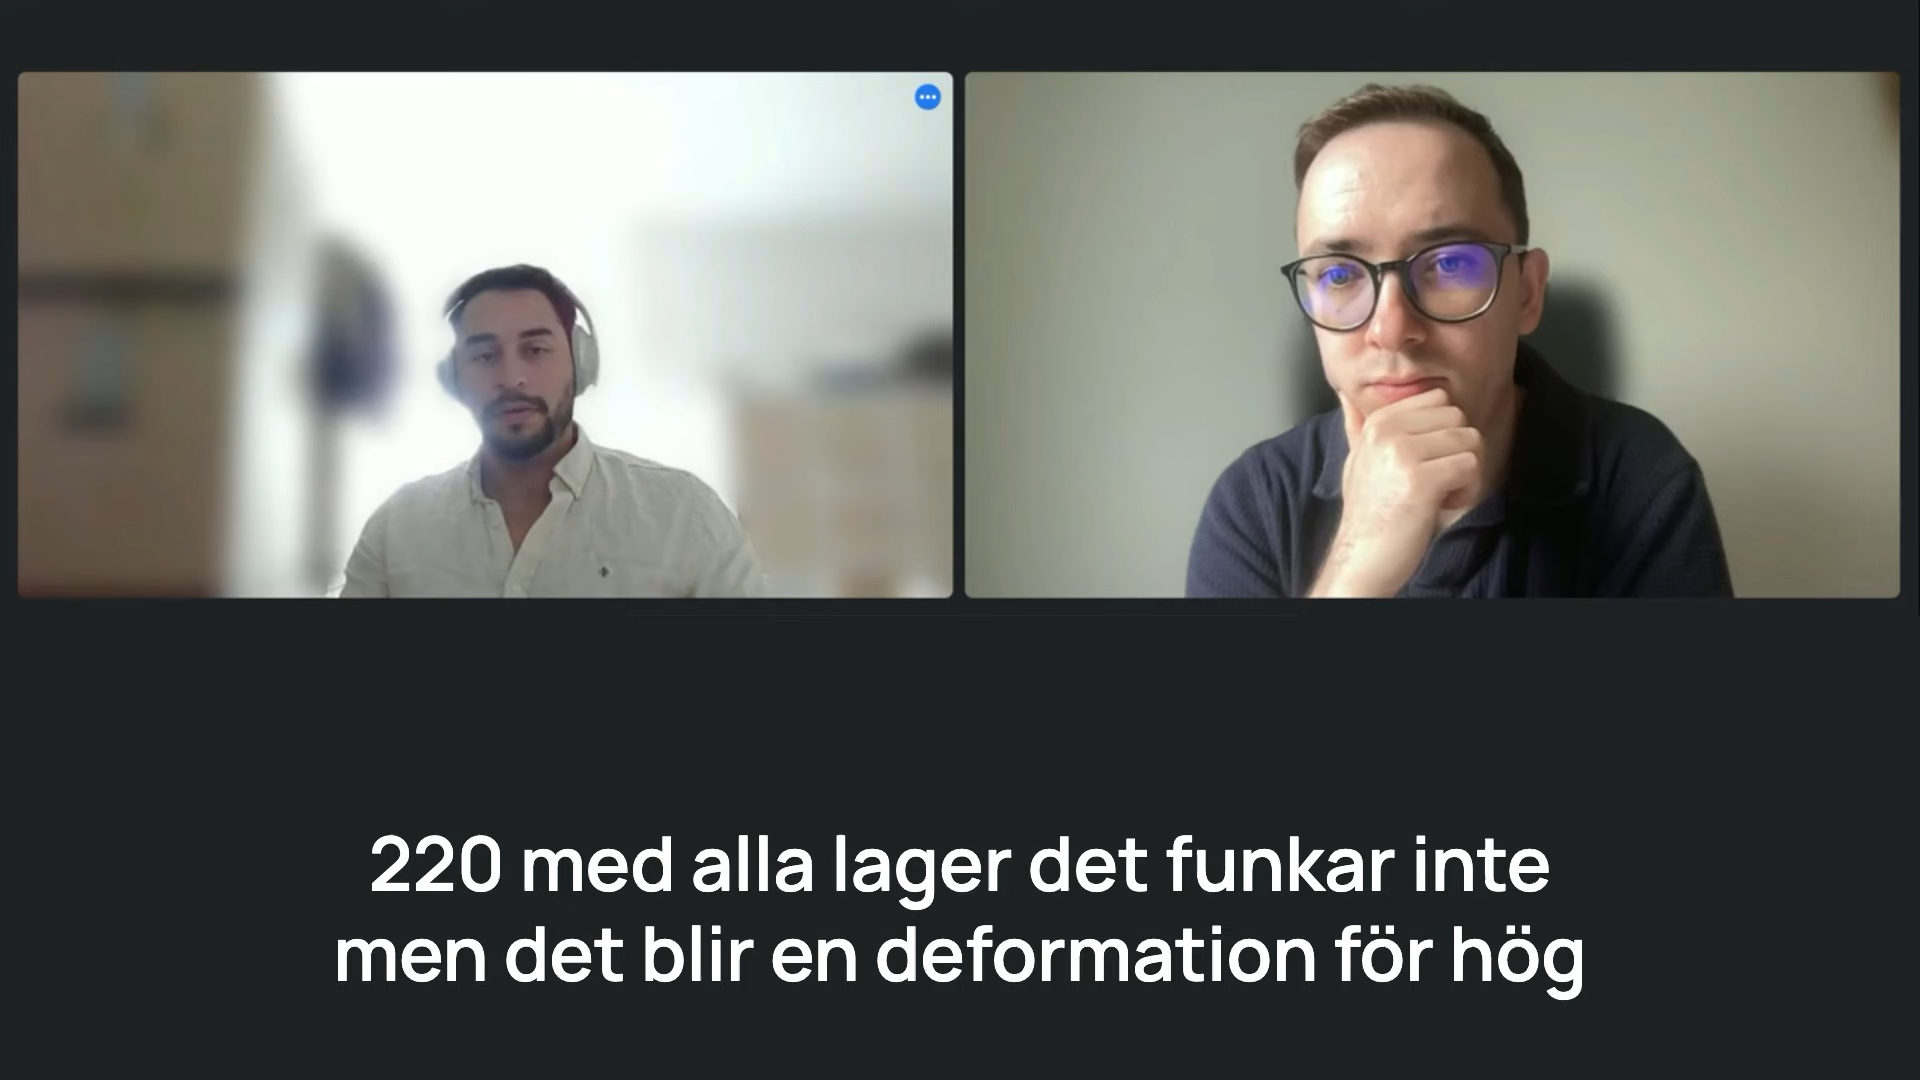 220 med alla lager det funkar inte
men det blir en deformation för hög